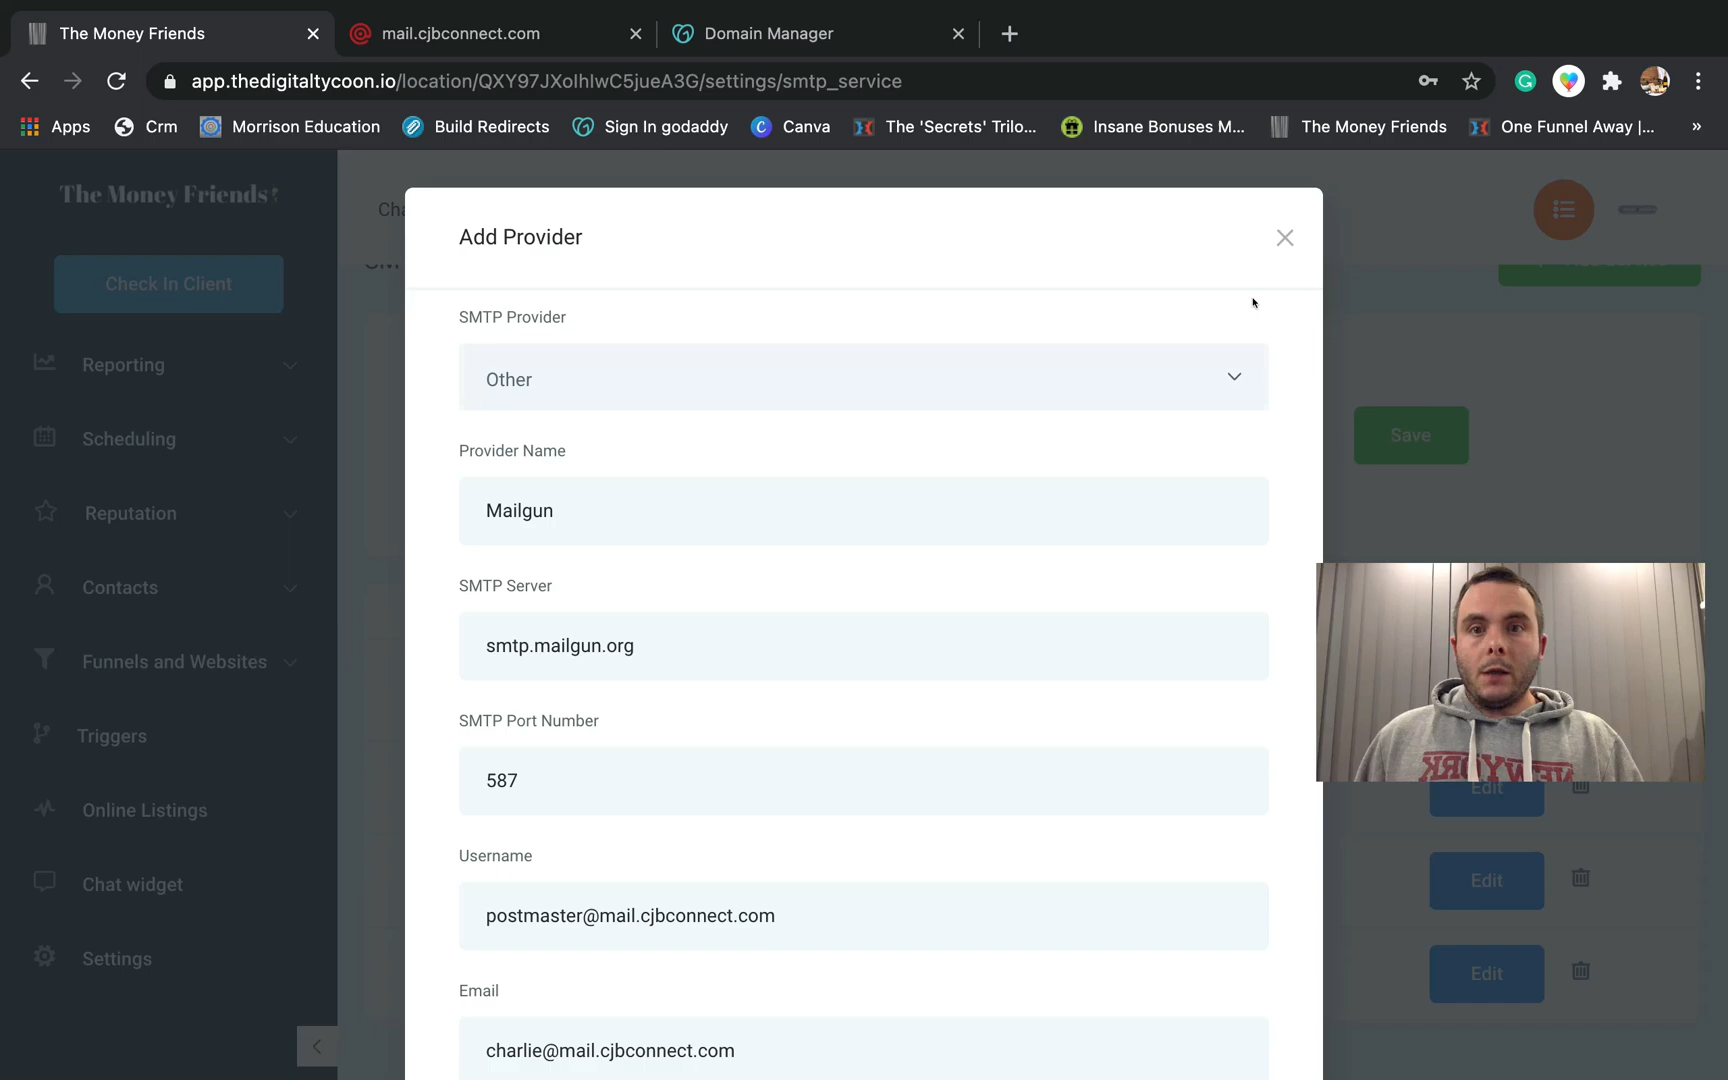 The Money Friends
mail.cjbconnect.com
Domain Manager
app.thedigitaltycoon.io/location/QXY97JXolhlwC5jueA3G/settings/smtp_service
Apps
Crm
Morrison Education
Build Redirects
Sign In godaddy
Canva
The 'Secrets' Trilo...
Insane Bonuses M...
The Money Friends
One Funnel Away |...
»
The Money Friends
Check In Client
Reporting
Scheduling
Reputation
Contacts
Funnels and Websites
Triggers
Online Listings
Chat widget
Settings
Add Provider
SMTP Provider
Other
Provider Name
Mailgun
SMTP Server
smtp.mailgun.org
SMTP Port Number
587
Username
postmaster@mail.cjbconnect.com
Email
charlie@mail.cjbconnect.com
Save
NEWYORK
Edit
Edit
Edit